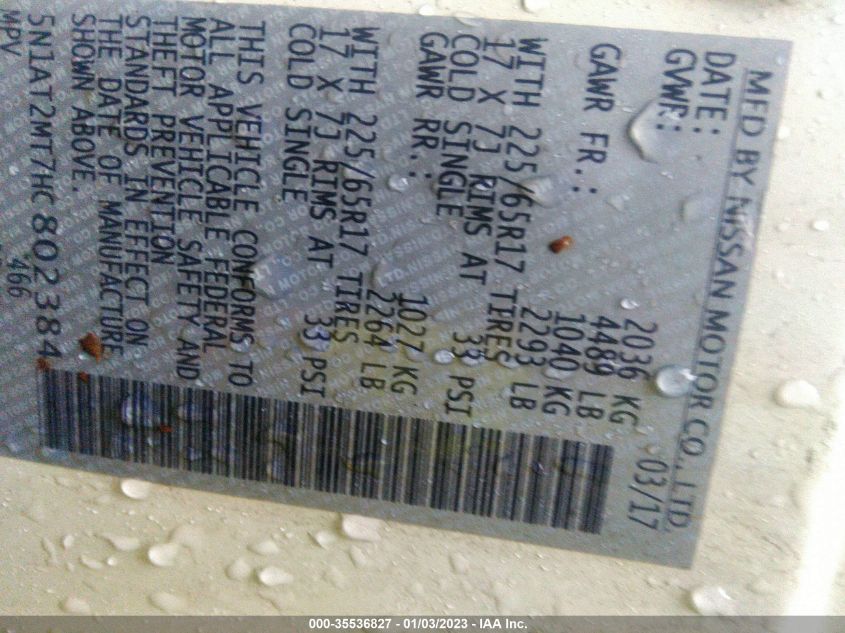 MFD BY NISSAN MOTOR CO., LTD.
DATE: 03/17
GVWR: 2036 KG
4489 LB
GAWR FR.: 1040 KG
2293 LB
WITH 225/65R17 TIRES
17 X 7J RIMS AT 33 PSI
COLD SINGLE
GAWR RR.: 1027 KG
2264 LB
WITH 225/65R17 TIRES
17 X 7J RIMS AT 33 PSI
COLD SINGLE
THIS VEHICLE CONFORMS TO
ALL APPLICABLE FEDERAL
MOTOR VEHICLE SAFETY AND
THEFT PREVENTION
STANDARDS IN EFFECT ON
THE DATE OF MANUFACTURE
SHOWN ABOVE.
5N1AT2MT7HC802384
MPV 466
000-35536827 - 01/03/2023 - IAA Inc.